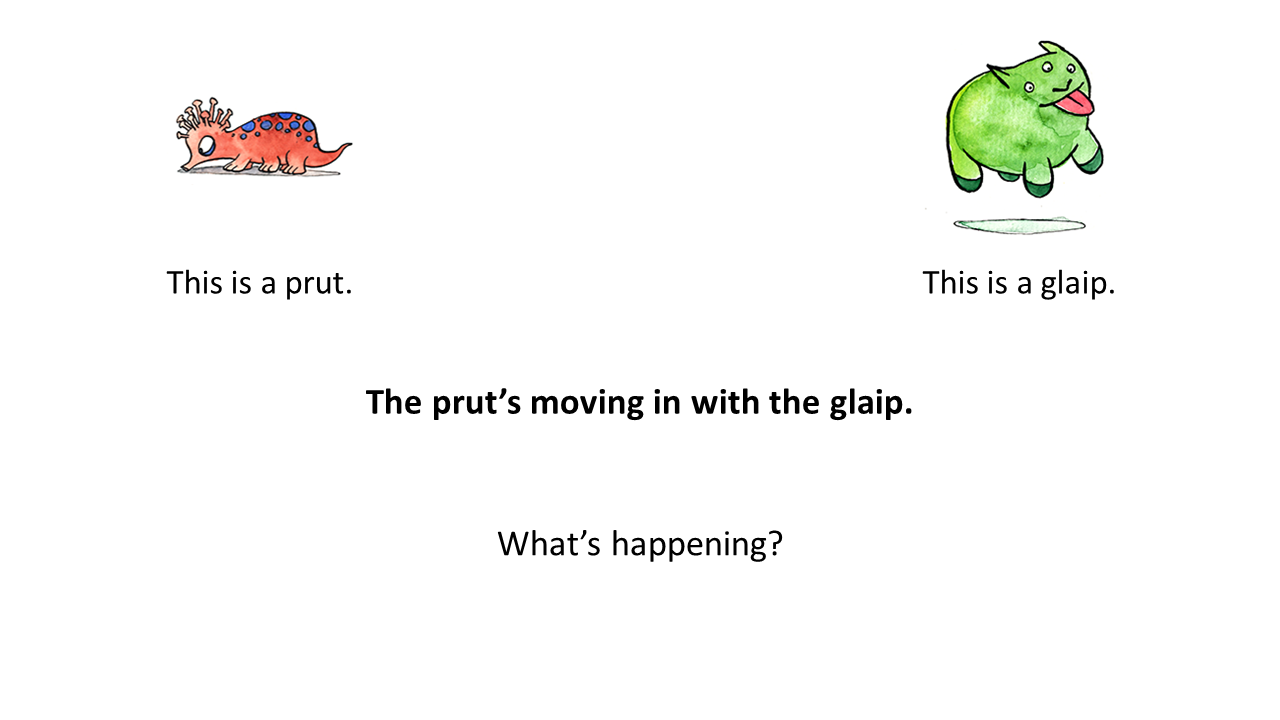 This is a prut.
This is a glaip.
The prut’s moving in with the glaip.
What’s happening?